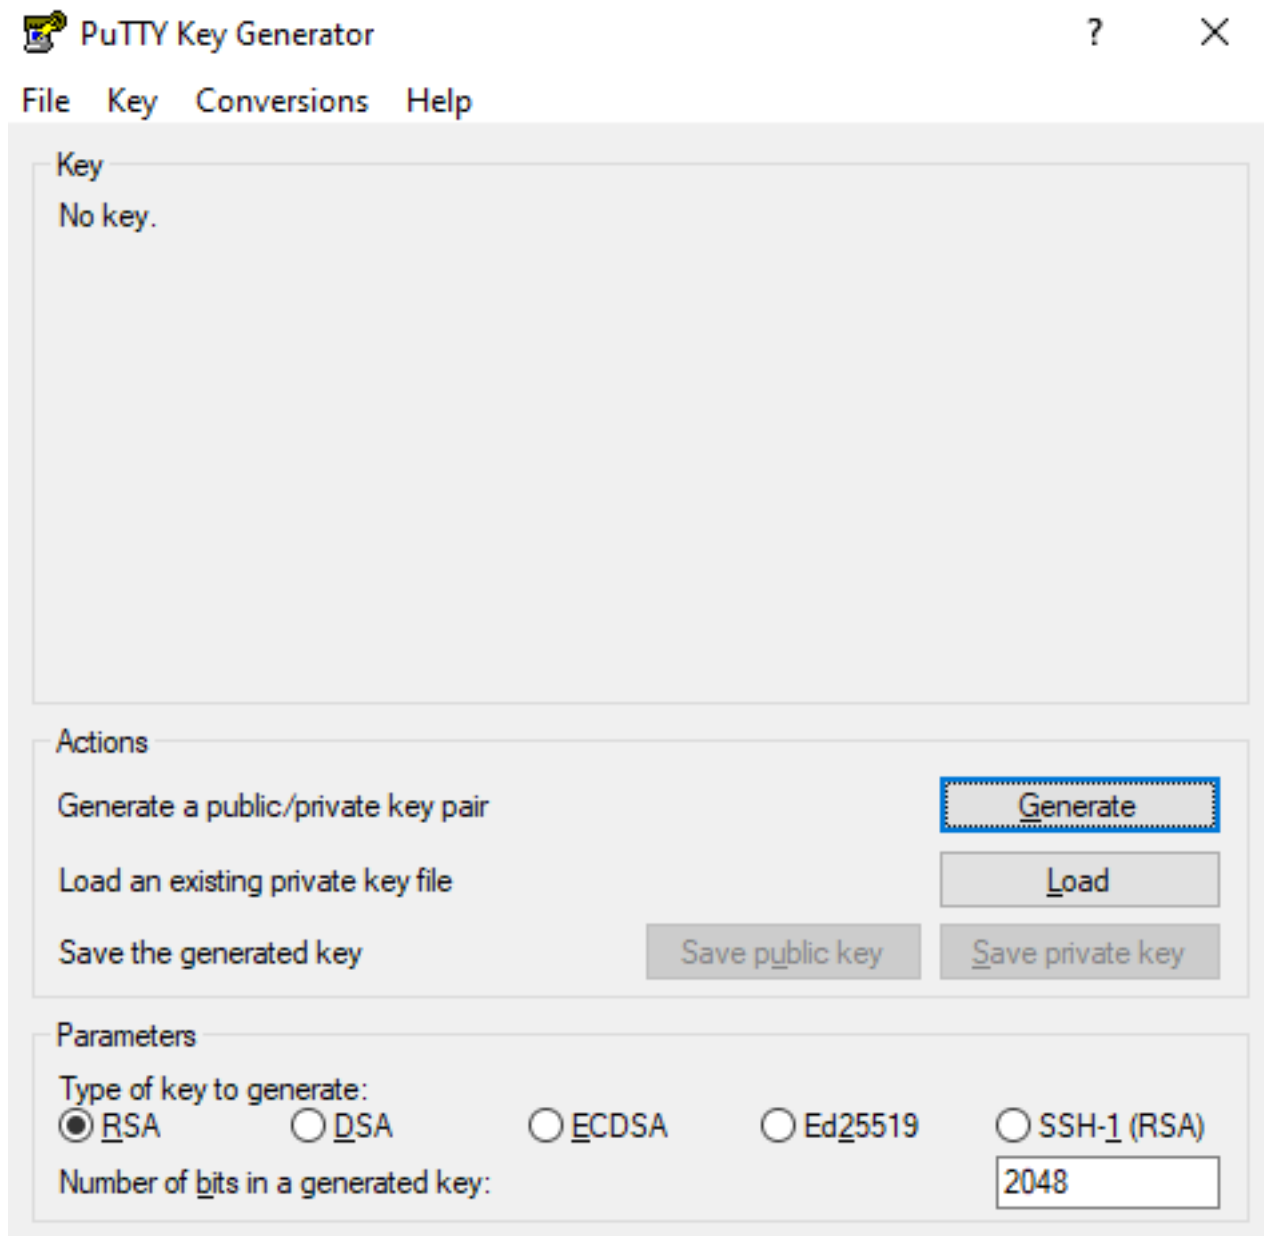 PuTTY Key Generator ?
File Key Conversions Help
Key
No key.
Actions
Generate a public/private key pair Generate
Load an existing private key file Load
Save the generated key Save public key Save private key
Parameters
Type of key to generate:
RSA DSA ECDSA Ed25519 SSH-1 (RSA)
Number of bits in a generated key: 2048